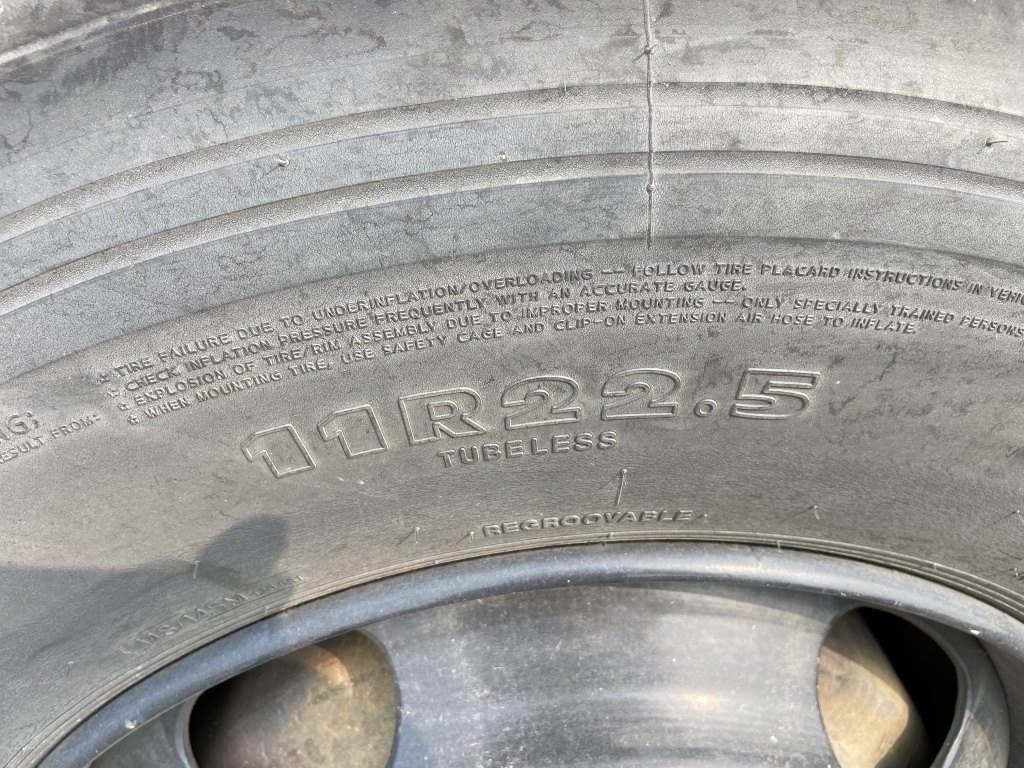 ☆ TIRE FAILURE DUE TO UNDERINFLATION/OVERLOADING -- FOLLOW TIRE PLACARD INSTRUCTIONS IN
☆ CHECK INFLATION PRESSURE FREQUENTLY WITH AN ACCURATE GAUGE.
RESULT FROM: ☆ EXPLOSION OF TIRE/RIM ASSEMBLY DUE TO IMPROPER MOUNTING -- ONLY SPECIALLY TRAINED PERSONS
☆ WHEN MOUNTING TIRE, USE SAFETY CAGE AND CLIP-ON EXTENSION AIR HOSE TO INFLATE.
11R22.5
TUBELESS
REGROOVABLE